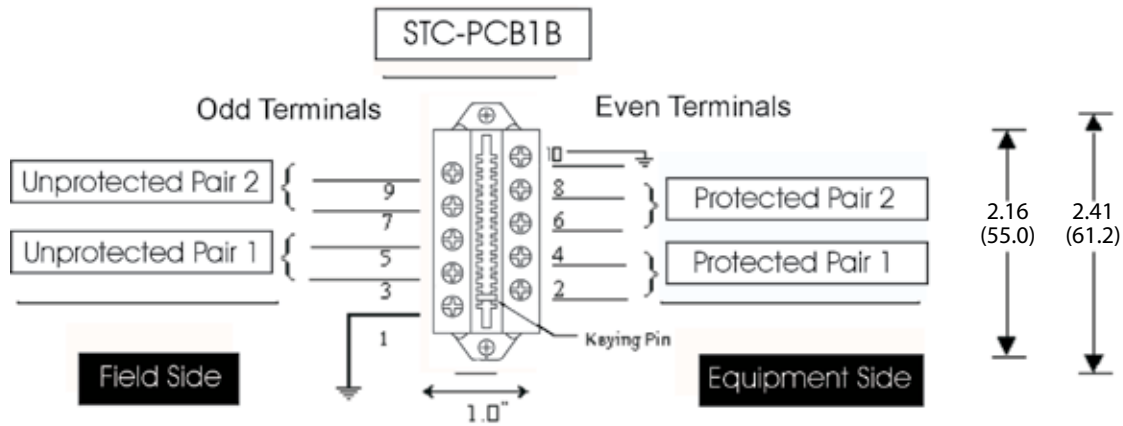 STC-PCB1B
Odd Terminals
Even Terminals
Unprotected Pair 2
Unprotected Pair 1
9
7
5
3
1
10
8
6
4
2
Protected Pair 2
Protected Pair 1
2.16
(55.0)
2.41
(61.2)
Keying Pin
Field Side
Equipment Side
1.0"